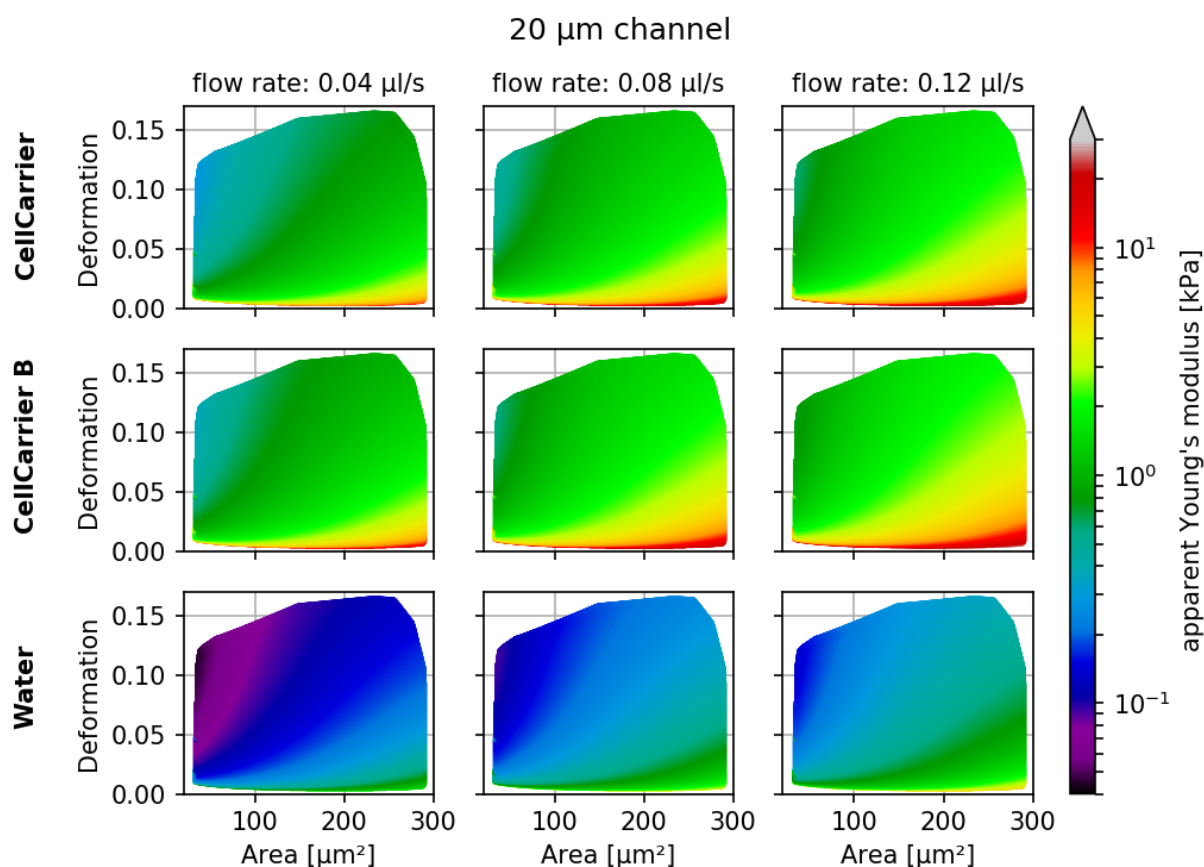 20 µm channel
flow rate: 0.04 µl/s
flow rate: 0.08 µl/s
flow rate: 0.12 µl/s
CellCarrier
Deformation
0.15
0.10
0.05
0.00
CellCarrier B
Deformation
0.15
0.10
0.05
0.00
Water
Deformation
0.15
0.10
0.05
0.00
100
200
300
100
200
300
100
200
300
Area [µm²]
Area [µm²]
Area [µm²]
10¹
10⁰
10⁻¹
apparent Young's modulus [kPa]